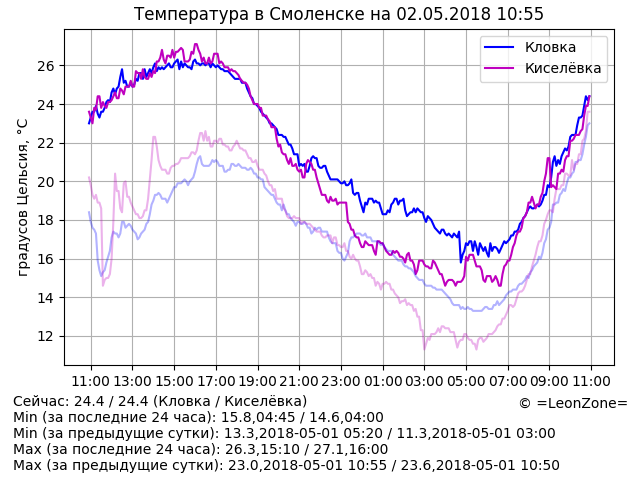 Температура в Смоленске на 02.05.2018 10:55
Кловка
Киселёвка
градусов Цельсия, °C
26
24
22
20
18
16
14
12
11:00 13:00 15:00 17:00 19:00 21:00 23:00 01:00 03:00 05:00 07:00 09:00 11:00
Сейчас: 24.4 / 24.4 (Кловка / Киселёвка)
© =LeonZone=
Min (за последние 24 часа): 15.8,04:45 / 14.6,04:00
Min (за предыдущие сутки): 13.3,2018-05-01 05:20 / 11.3,2018-05-01 03:00
Max (за последние 24 часа): 26.3,15:10 / 27.1,16:00
Max (за предыдущие сутки): 23.0,2018-05-01 10:55 / 23.6,2018-05-01 10:50